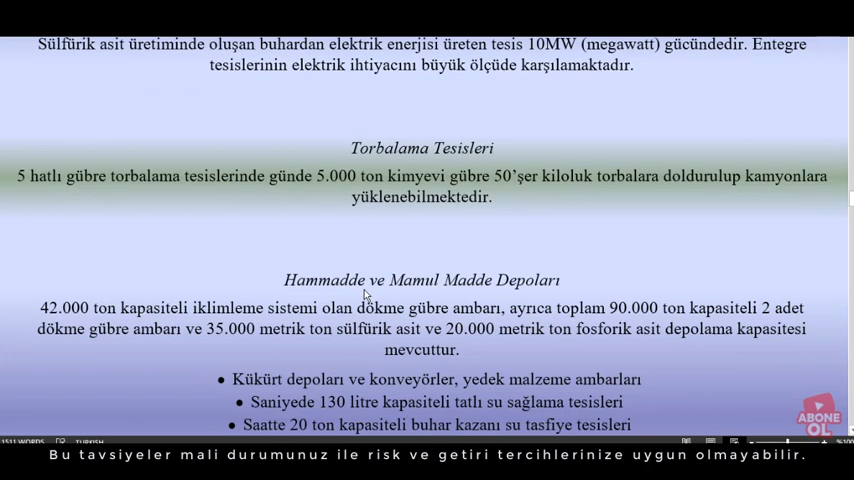 Sülfürik asit üretiminde oluşan buhardan elektrik enerjisi üreten tesis 10MW (megawatt) gücündedir. Entegre
tesislerinin elektrik ihtiyacını büyük ölçüde karşılamaktadır.
Torbalama Tesisleri
5 hatlı gübre torbalama tesislerinde günde 5.000 ton kimyevi gübre 50’şer kiloluk torbalara doldurulup kamyonlara
yüklenebilmektedir.
Hammadde ve Mamul Madde Depoları
42.000 ton kapasiteli iklimleme sistemi olan dökme gübre ambarı, ayrıca toplam 90.000 ton kapasiteli 2 adet
dökme gübre ambarı ve 35.000 metrik ton sülfürik asit ve 20.000 metrik ton fosforik asit depolama kapasitesi
mevcuttur.
• Kükürt depoları ve konveyörler, yedek malzeme ambarları
• Saniyede 130 litre kapasiteli tatlı su sağlama tesisleri
• Saatte 20 ton kapasiteli buhar kazanı su tasfiye tesisleri
ABONE
OL
1511 WORDS TURKISH %100
Bu tavsiyeler mali durumunuz ile risk ve getiri tercihlerinize uygun olmayabilir.